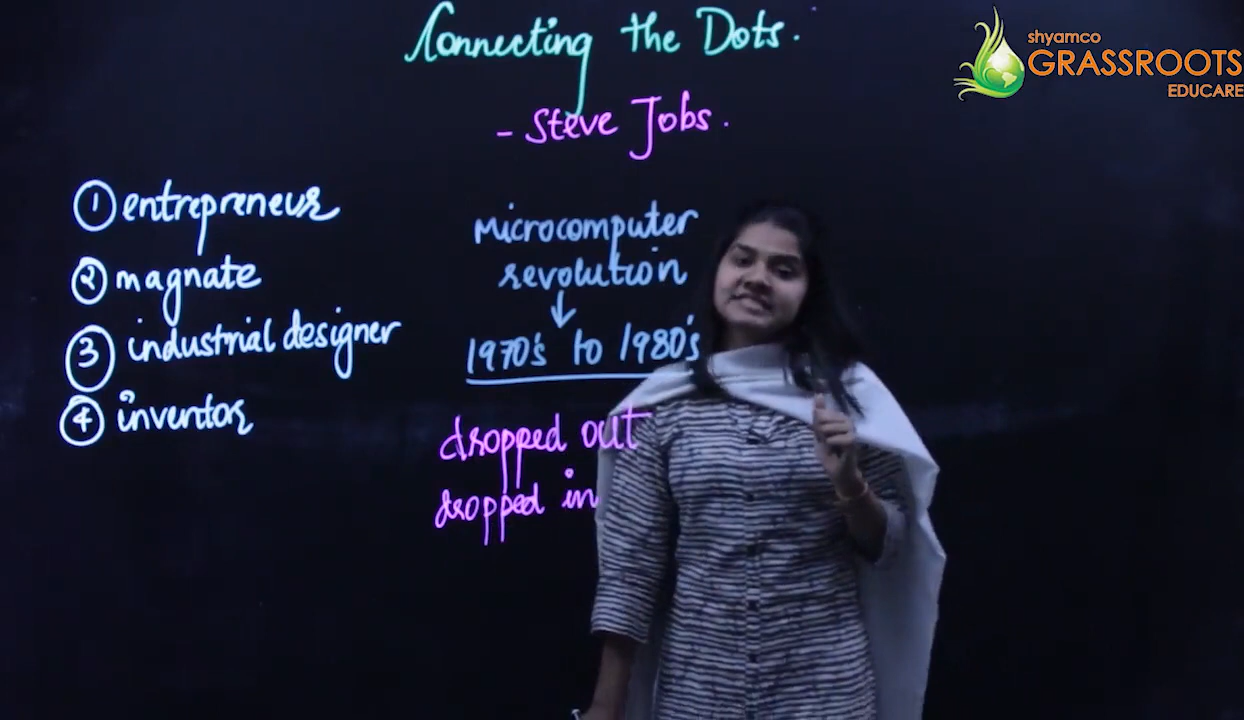 Connecting the Dots.
- Steve Jobs.
shyamco
GRASSROOTS
EDUCARE
① entrepreneur
② magnate
③ industrial designer
④ inventor
microcomputer
revolution
↓
1970's to 1980's
dropped out
dropped in